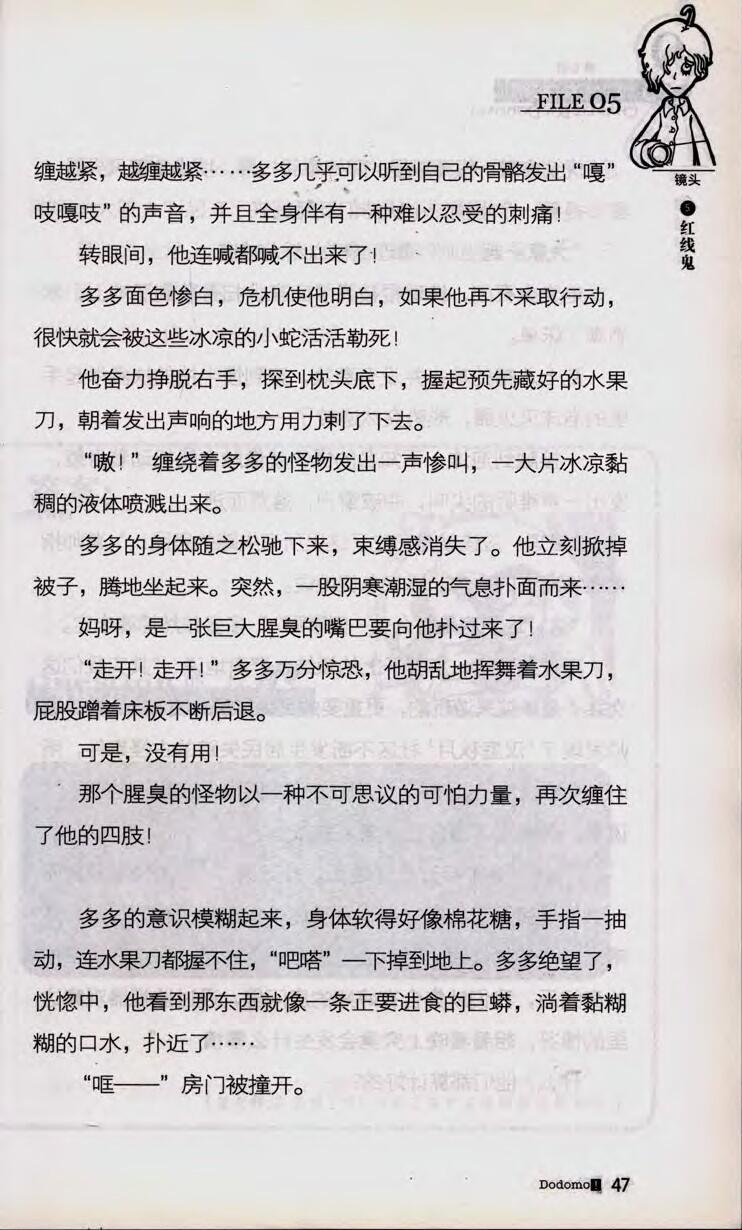 FILE 05
镜头
5
红线鬼
缠越紧，越缠越紧……多多几乎可以听到自己的骨骼发出“嘎”
吱嘎吱”的声音，并且全身伴有一种难以忍受的刺痛！
转眼间，他连喊都喊不出来了！
多多面色惨白，危机使他明白，如果他再不采取行动，
很快就会被这些冰凉的小蛇活活勒死！
他奋力挣脱右手，探到枕头底下，握起预先藏好的水果
刀，朝着发出声响的地方用力剌了下去。
“嗷！”缠绕着多多的怪物发出一声惨叫，一大片冰凉黏
稠的液体喷溅出来。
多多的身体随之松驰下来，束缚感消失了。他立刻掀掉
被子，腾地坐起来。突然，一股阴寒潮湿的气息扑面而来……
妈呀，是一张巨大腥臭的嘴巴要向他扑过来了！
“走开！走开！”多多万分惊恐，他胡乱地挥舞着水果刀，
屁股蹭着床板不断后退。
可是，没有用！
那个腥臭的怪物以一种不可思议的可怕力量，再次缠住
了他的四肢！
多多的意识模糊起来，身体软得好像棉花糖，手指一抽
动，连水果刀都握不住，“吧嗒”一下掉到地上。多多绝望了，
恍惚中，他看到那东西就像一条正要进食的巨蟒，淌着黏糊
糊的口水，扑近了……
“哐——”房门被撞开。
Dodomo1 47